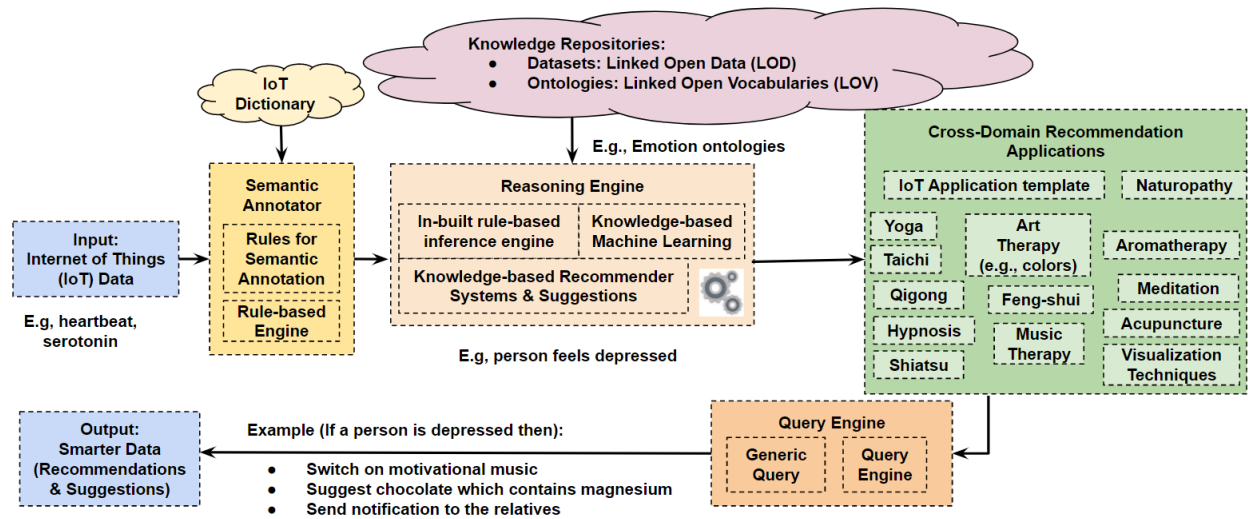 Knowledge Repositories:
● Datasets: Linked Open Data (LOD)
● Ontologies: Linked Open Vocabularies (LOV)
IoT
Dictionary
E.g., Emotion ontologies
Input:
Internet of Things
(IoT) Data
E.g, heartbeat,
serotonin
Semantic
Annotator
Rules for
Semantic
Annotation
Rule-based
Engine
Reasoning Engine
In-built rule-based
inference engine
Knowledge-based
Machine Learning
Knowledge-based Recommender
Systems & Suggestions
E.g, person feels depressed
Cross-Domain Recommendation
Applications
IoT Application template
Naturopathy
Yoga
Taichi
Qigong
Hypnosis
Shiatsu
Art
Therapy
(e.g., colors)
Feng-shui
Music
Therapy
Aromatherapy
Meditation
Acupuncture
Visualization
Techniques
Query Engine
Generic
Query
Query
Engine
Example (If a person is depressed then):
● Switch on motivational music
● Suggest chocolate which contains magnesium
● Send notification to the relatives
Output:
Smarter Data
(Recommendations
& Suggestions)